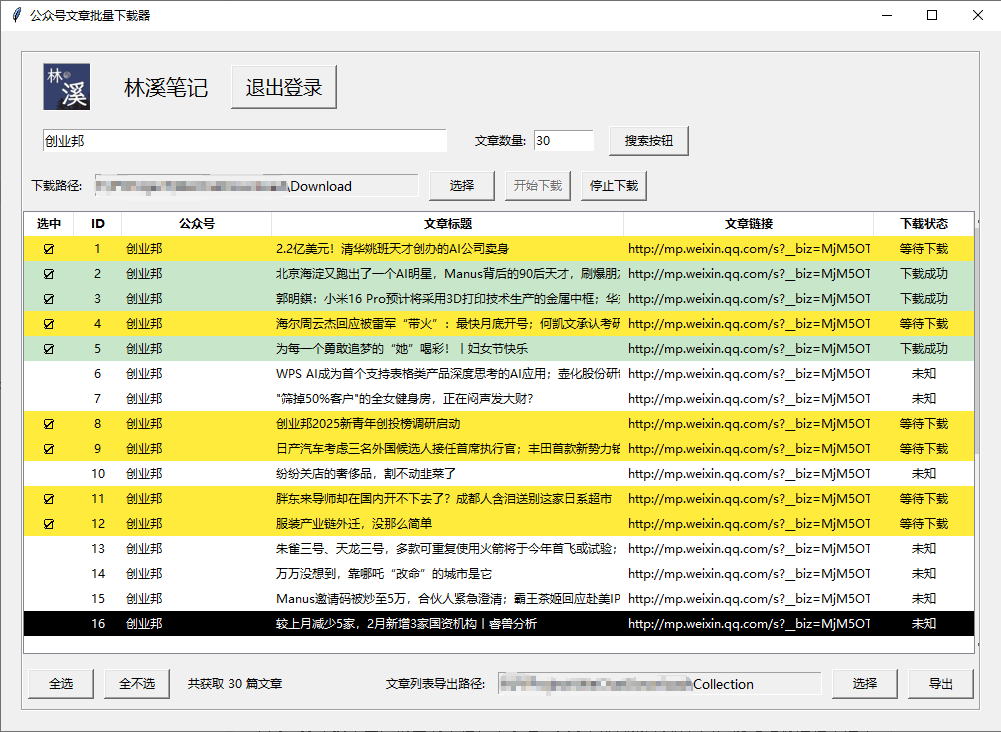 公众号文章批量下载器
林溪
林溪笔记 退出登录
创业邦 文章数量: 30 搜索按钮
下载路径: \Download 选择 开始下载 停止下载
选中 ID 公众号 文章标题 文章链接 下载状态
1 创业邦 2.2亿美元！清华姚班天才创办的AI公司卖身 http://mp.weixin.qq.com/s?__biz=MjM5OT 等待下载
2 创业邦 北京海淀又跑出了一个AI明星，Manus背后的90后天才，刷爆朋 http://mp.weixin.qq.com/s?__biz=MjM5OT 下载成功
3 创业邦 郭明錤：小米16 Pro预计将采用3D打印技术生产的金属中框；华 http://mp.weixin.qq.com/s?__biz=MjM5OT 下载成功
4 创业邦 海尔周云杰回应被雷军“带火”：最快月底开号；何凯文承认考研 http://mp.weixin.qq.com/s?__biz=MjM5OT 等待下载
5 创业邦 为每一个勇敢追梦的“她”喝彩！丨妇女节快乐 http://mp.weixin.qq.com/s?__biz=MjM5OT 下载成功
6 创业邦 WPS AI成为首个支持表格类产品深度思考的AI应用；壶化股份研 http://mp.weixin.qq.com/s?__biz=MjM5OT 未知
7 创业邦 "筛掉50%客户"的全女健身房，正在闷声发大财？ http://mp.weixin.qq.com/s?__biz=MjM5OT 未知
8 创业邦 创业邦2025新青年创投榜调研启动 http://mp.weixin.qq.com/s?__biz=MjM5OT 等待下载
9 创业邦 日产汽车考虑三名外国候选人接任首席执行官；丰田首款新势力 http://mp.weixin.qq.com/s?__biz=MjM5OT 等待下载
10 创业邦 纷纷关店的奢侈品，割不动韭菜了 http://mp.weixin.qq.com/s?__biz=MjM5OT 未知
11 创业邦 胖东来导师却在国内开不下去了？成都人含泪送别这家日系超市 http://mp.weixin.qq.com/s?__biz=MjM5OT 等待下载
12 创业邦 服装产业链外迁，没那么简单 http://mp.weixin.qq.com/s?__biz=MjM5OT 等待下载
13 创业邦 朱雀三号、天龙三号，多款可重复使用火箭将于今年首飞或试验； http://mp.weixin.qq.com/s?__biz=MjM5OT 未知
14 创业邦 万万没想到，靠哪吒“改命”的城市是它 http://mp.weixin.qq.com/s?__biz=MjM5OT 未知
15 创业邦 Manus邀请码被炒至5万，合伙人紧急澄清；霸王茶姬回应赴美IP http://mp.weixin.qq.com/s?__biz=MjM5OT 未知
16 创业邦 较上月减少5家，2月新增3家国资机构丨睿兽分析 http://mp.weixin.qq.com/s?__biz=MjM5OT 未知
全选 全不选 共获取 30 篇文章 文章列表导出路径: Collection 选择 导出